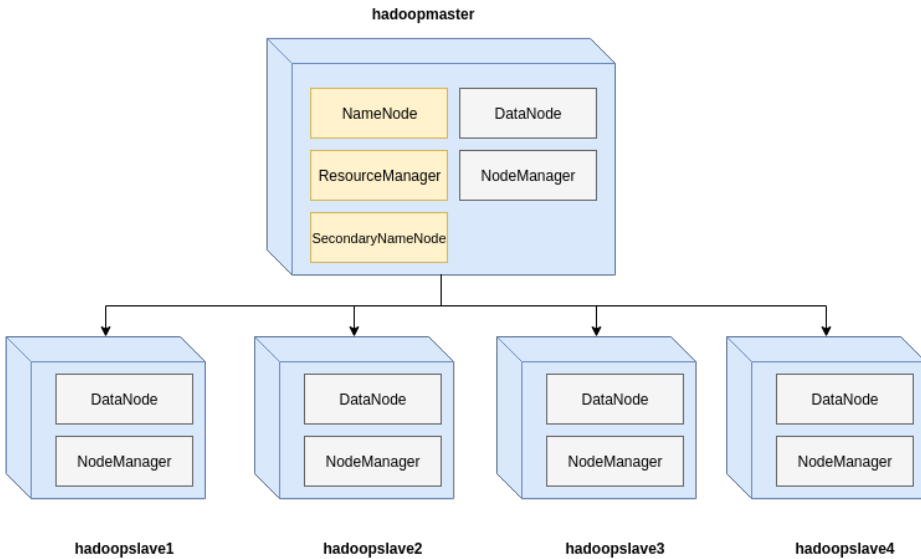 hadoopmaster
NameNode
DataNode
ResourceManager
NodeManager
SecondaryNameNode
DataNode
DataNode
DataNode
DataNode
NodeManager
NodeManager
NodeManager
NodeManager
hadoopslave1
hadoopslave2
hadoopslave3
hadoopslave4